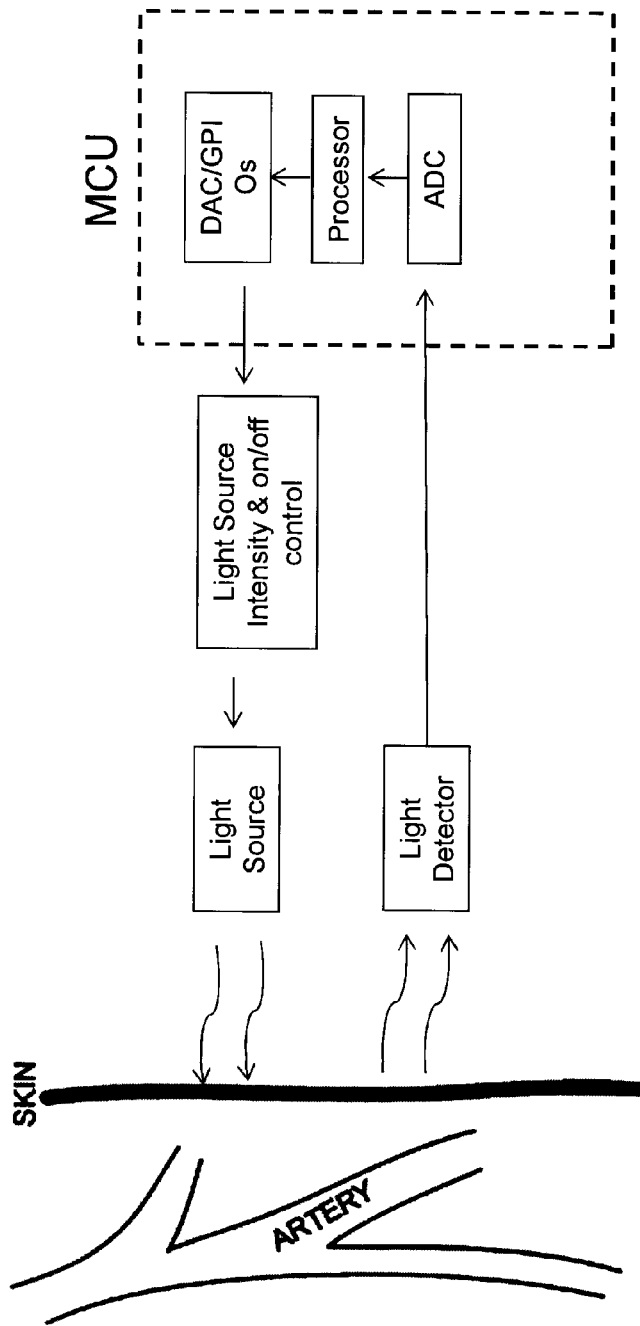 SKIN
ARTERY
Light
Source
Light
Detector
Light Source
Intensity & on/off
control
MCU
DAC/GPI
Os
Processor
ADC